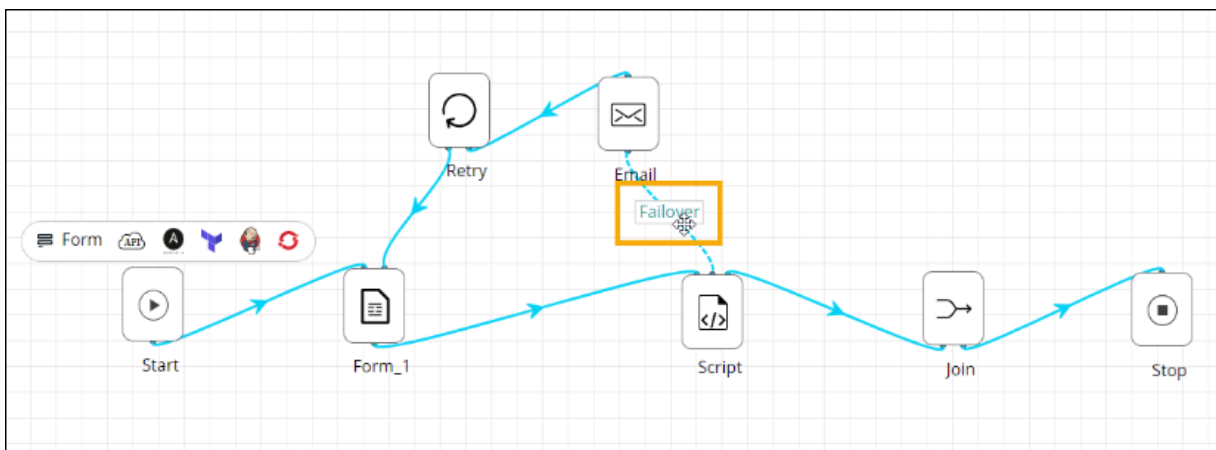 Retry
Email
Failover
Form
API
A
Start
Form_1
</>
Script
Join
Stop